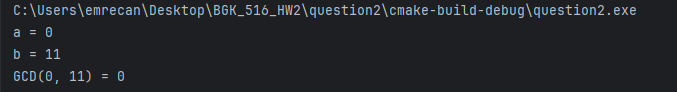 C:\Users\emrecan\Desktop\BGK_516_HW2\question2\cmake-build-debug\question2.exe
a = 0
b = 11
GCD(0, 11) = 0